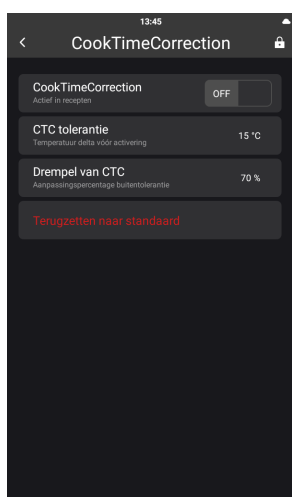 13:45
CookTimeCorrection
CookTimeCorrection
Actief in recepten
OFF
CTC tolerantie
Temperatuur delta vóór activering
15 °C
Drempel van CTC
Aanpassingspercentage buitentolerantie
70 %
Terugzetten naar standaard